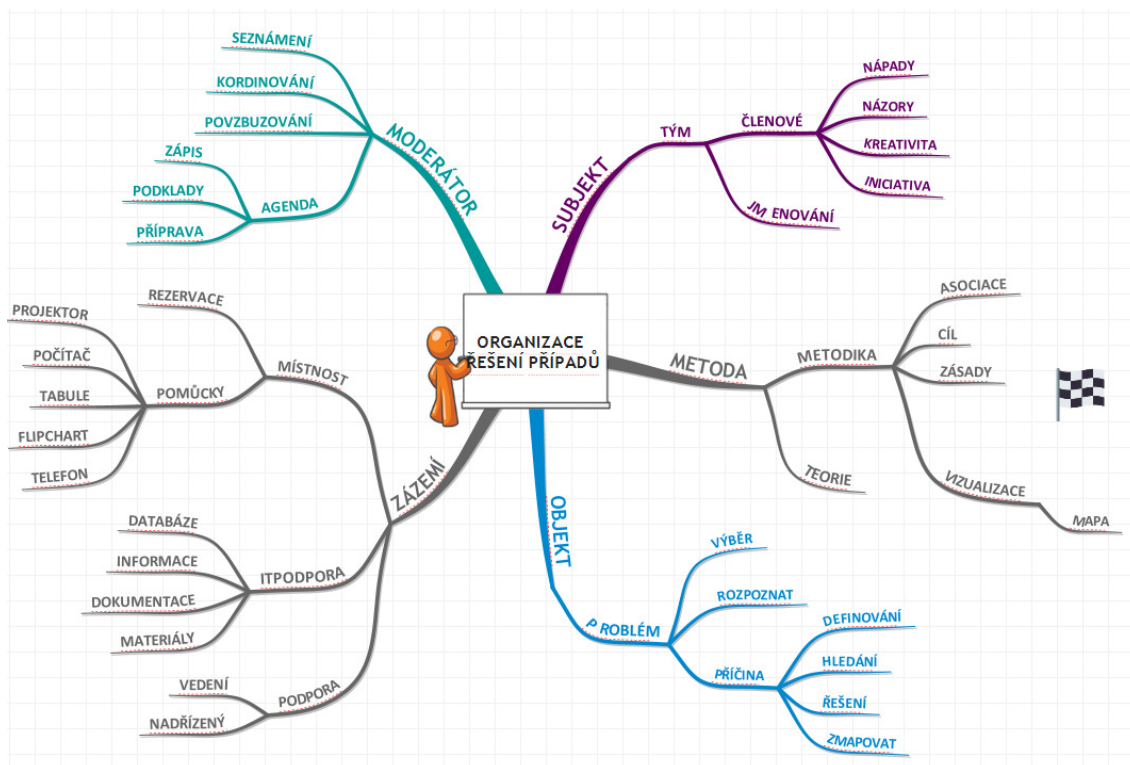 ORGANIZACE
ŘEŠENÍ PŘÍPADŮ
MODERÁTOR
SEZNÁMENÍ
KORDINOVÁNÍ
POVZBUZOVÁNÍ
AGENDA
ZÁPIS
PODKLADY
PŘÍPRAVA
SUBJEKT
TÝM
ČLENOVÉ
NÁPADY
NÁZORY
KREATIVITA
INICIATIVA
JM ENOVÁNÍ
METODA
METODIKA
ASOCIACE
CÍL
ZÁSADY
VIZUALIZACE
MAPA
TEORIE
OBJEKT
P ROBLÉM
VÝBĚR
ROZPOZNAT
PŘÍČINA
DEFINOVÁNÍ
HLEDÁNÍ
ŘEŠENÍ
ZMAPOVAT
ZÁZEMÍ
MÍSTNOST
REZERVACE
POMŮCKY
PROJEKTOR
POČÍTAČ
TABULE
FLIPCHART
TELEFON
ITPODPORA
DATABÁZE
INFORMACE
DOKUMENTACE
MATERIÁLY
PODPORA
VEDENÍ
NADŘÍZENÝ